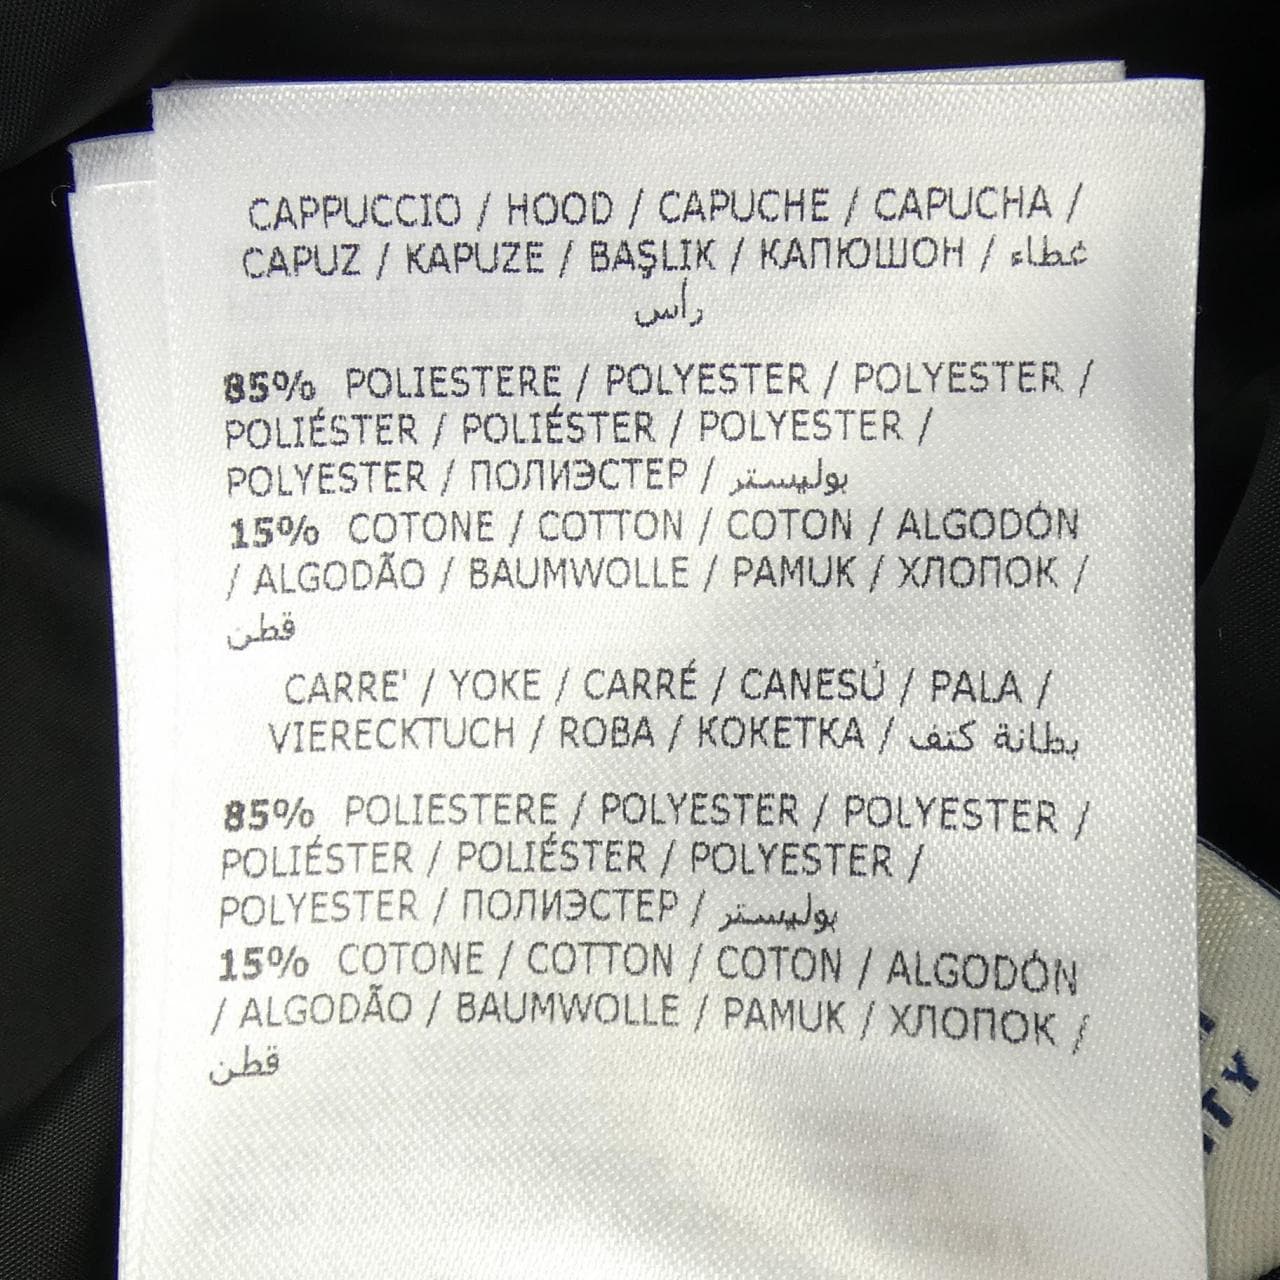 CAPPUCCIO / HOOD / CAPUCHE / CAPUCHA /
CAPUZ / KAPUZE / BAŞLIK / КАПЮШОН / غطاء
رأس
85% POLIESTERE / POLYESTER / POLYESTER /
POLIÉSTER / POLIÉSTER / POLYESTER /
POLYESTER / ПОЛИЭСТЕР / بوليستر
15% COTONE / COTTON / COTON / ALGODÓN
/ ALGODÃO / BAUMWOLLE / PAMUK / ХЛОПОК /
قطن
CARRE' / YOKE / CARRÉ / CANESÚ / PALA /
VIERECKTUCH / ROBA / КОКЕТКА / بطانة كتف
85% POLIESTERE / POLYESTER / POLYESTER /
POLIÉSTER / POLIÉSTER / POLYESTER /
POLYESTER / ПОЛИЭСТЕР / بوليستر
15% COTONE / COTTON / COTON / ALGODÓN
/ ALGODÃO / BAUMWOLLE / PAMUK / ХЛОПОК /
قطن